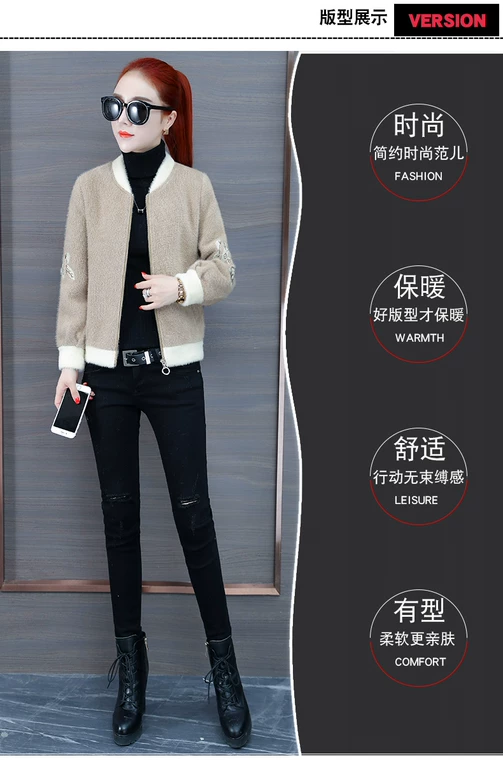 版型展示 VERSION
时尚
简约时尚范儿
FASHION
保暖
好版型才保暖
WARMTH
舒适
行动无束缚感
LEISURE
有型
柔软更亲肤
COMFORT